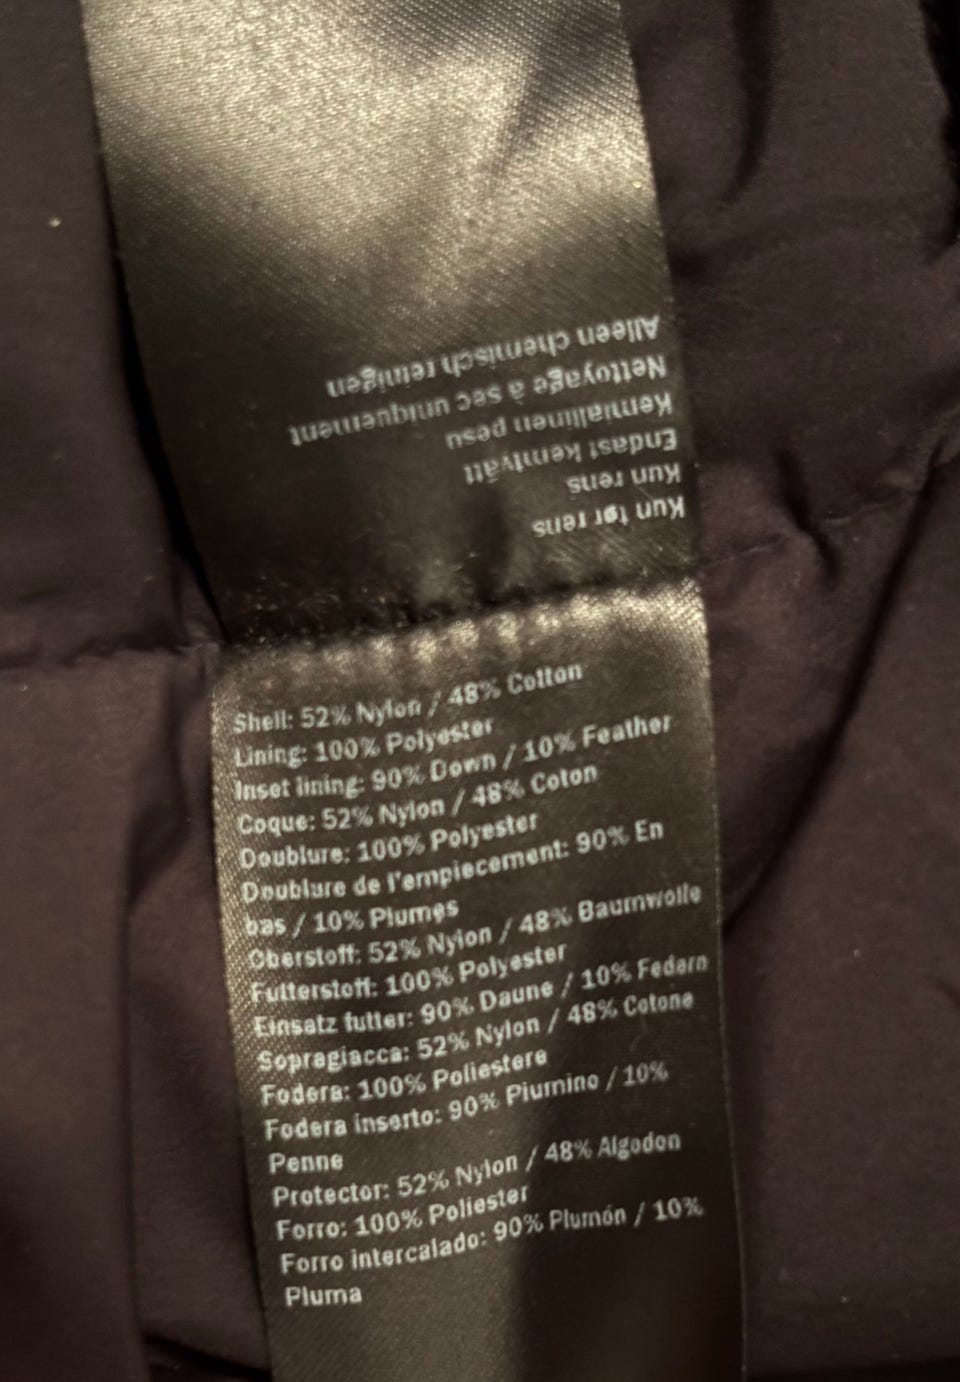 Alleen chemisch reinigen
Nettoyage à sec uniquement
Kemiallinen pesu
Endast kemtvätt
Kun rens
Kun tør rens
Shell: 52% Nylon / 48% Cotton
Lining: 100% Polyester
Inset lining: 90% Down / 10% Feather
Coque: 52% Nylon / 48% Coton
Doublure: 100% Polyester
Doublure de l'empiecement: 90% En
bas / 10% Plumes
Oberstoff: 52% Nylon / 48% Baumwolle
Futterstoff: 100% Polyester
Einsatz futter: 90% Daune / 10% Federn
Sopragiacca: 52% Nylon / 48% Cotone
Fodera: 100% Poliestere
Fodera inserto: 90% Piumino / 10%
Penne
Protector: 52% Nylon / 48% Algodon
Forro: 100% Poliester
Forro intercalado: 90% Plumón / 10%
Pluma